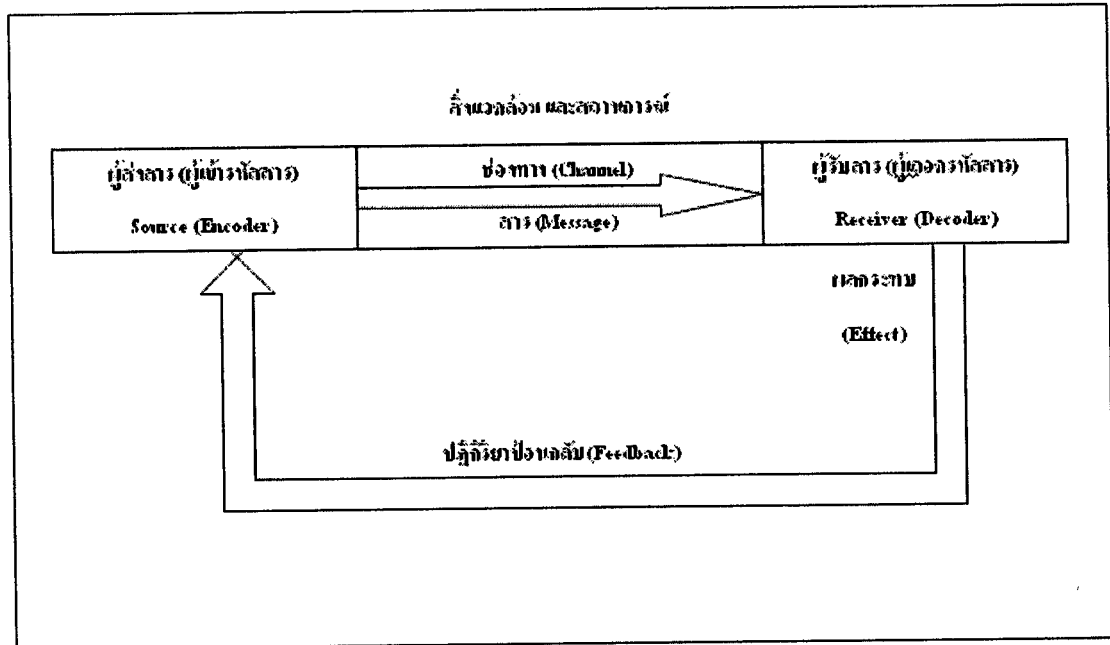 สิ่งแวดล้อม และสถานการณ์
ผู้ส่งสาร (ผู้เข้ารหัสสาร)
Source (Encoder)
ช่องทาง (Channel)
สาร (Message)
ผู้รับสาร (ผู้ถอดรหัสสาร)
Receiver (Decoder)
ผลกระทบ
(Effect)
ปฏิกิริยาป้อนกลับ (Feedback)